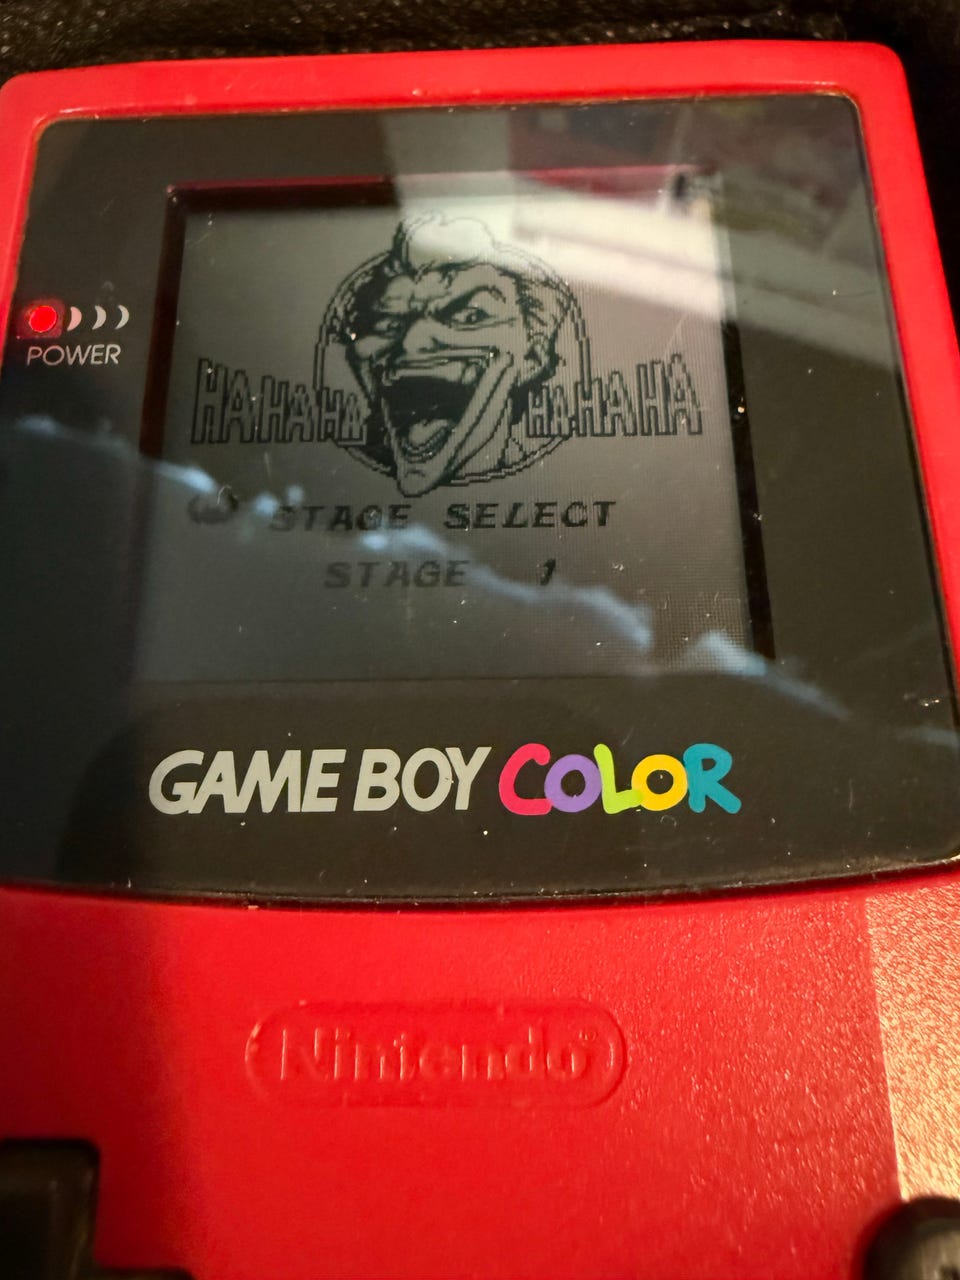 HAHAHA HAHAHA
POWER
STAGE SELECT
STAGE 1
GAME BOY COLOR
Nintendo®